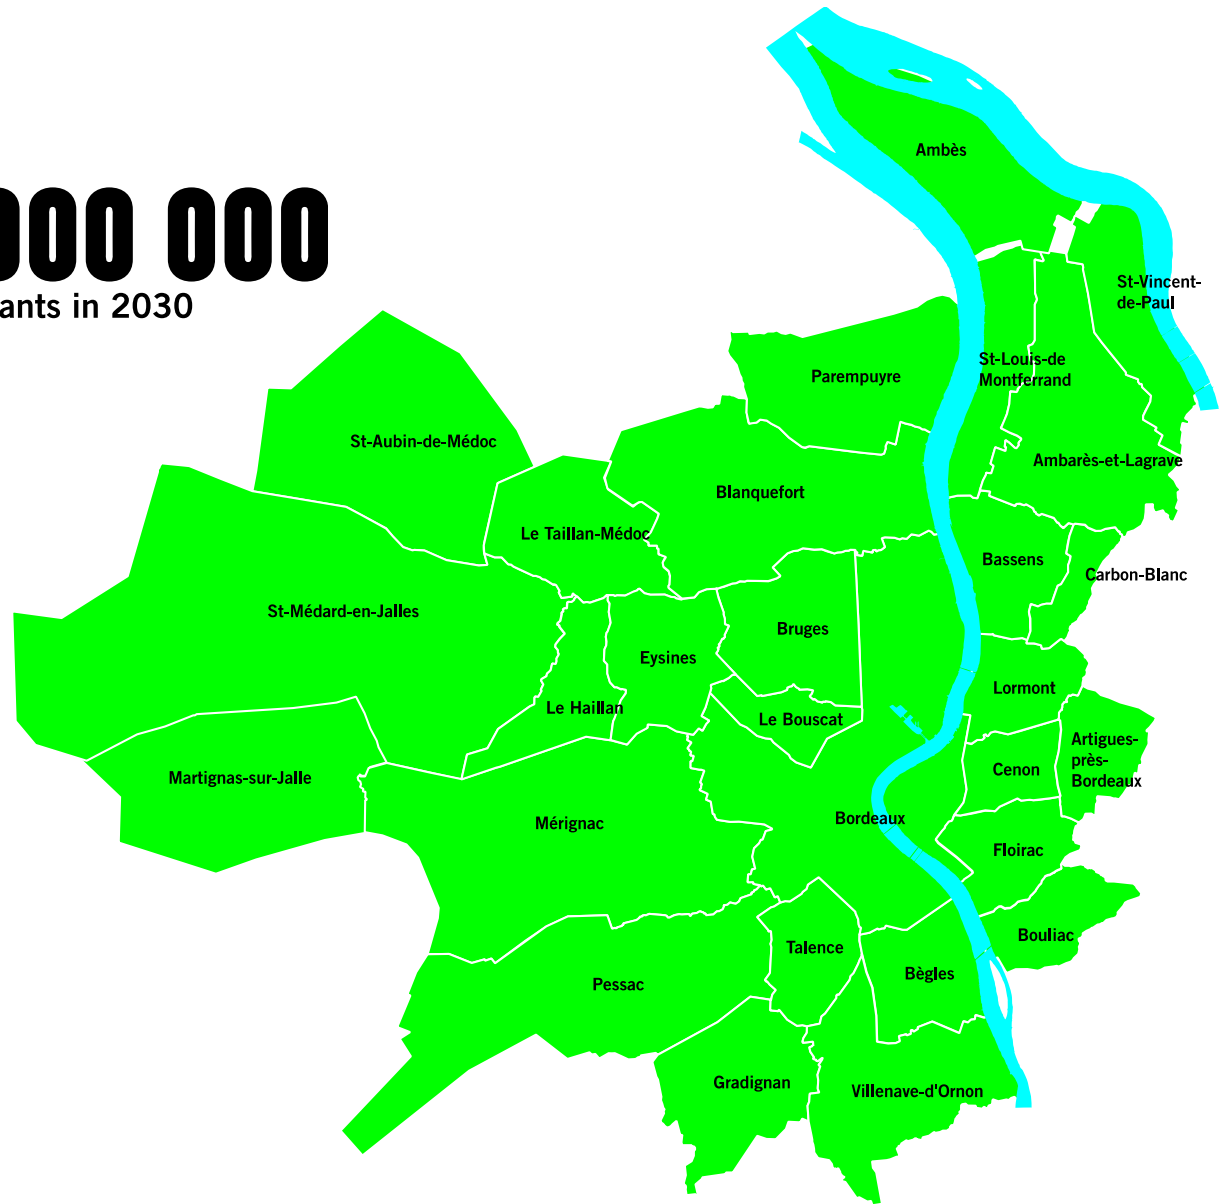 000 000
ants in 2030
Ambès
St-Vincent-
de-Paul
St-Louis-de
Montferrand
Parempuyre
St-Aubin-de-Médoc
Ambarès-et-Lagrave
Blanquefort
Le Taillan-Médoc
Bassens
Carbon-Blanc
St-Médard-en-Jalles
Bruges
Eysines
Lormont
Le Haillan
Le Bouscat
Artigues-
près-
Bordeaux
Cenon
Martignas-sur-Jalle
Mérignac
Bordeaux
Floirac
Bouliac
Talence
Bègles
Pessac
Gradignan
Villenave-d'Ornon